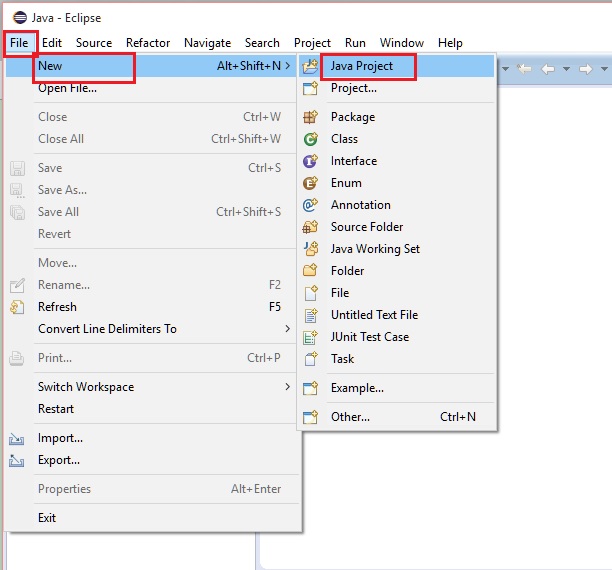 Java - Eclipse
File Edit Source Refactor Navigate Search Project Run Window Help
New Alt+Shift+N >
Open File...
Close Ctrl+W
Close All Ctrl+Shift+W
Save Ctrl+S
Save As...
Save All Ctrl+Shift+S
Revert
Move...
Rename... F2
Refresh F5
Convert Line Delimiters To >
Print... Ctrl+P
Switch Workspace >
Restart
Import...
Export...
Properties Alt+Enter
Exit
Java Project
Project...
Package
Class
Interface
Enum
Annotation
Source Folder
Java Working Set
Folder
File
Untitled Text File
JUnit Test Case
Task
Example...
Other... Ctrl+N